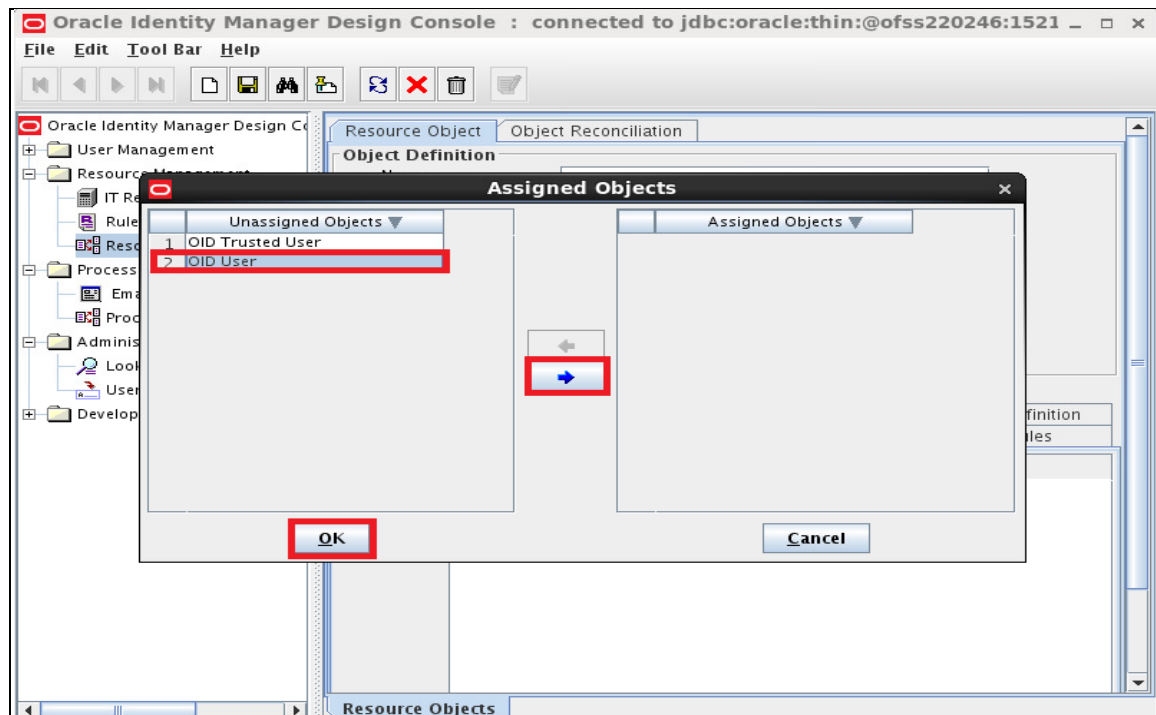 Oracle Identity Manager Design Console : connected to jdbc:oracle:thin:@ofss220246:1521
File Edit Tool Bar Help
Oracle Identity Manager Design Co
User Management
Resource Management
IT Re
Rule
Reso
Process
Ema
Proc
Adminis
Look
User
Develop
Resource Object Object Reconciliation
Object Definition
Assigned Objects
Unassigned Objects
1 OID Trusted User
2 OID User
Assigned Objects
OK
Cancel
finition
ules
Resource Objects